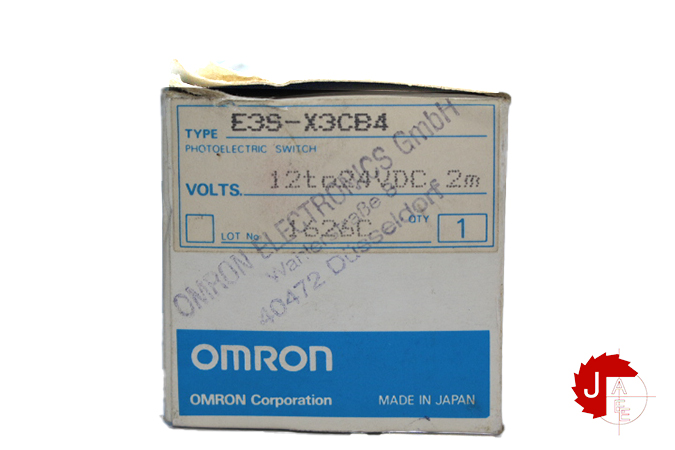 TYPE E3S-X3CB4
PHOTOELECTRIC SWITCH
VOLTS. 12to24VDC 2m
LOT No. 1626C QTY 1
OMRON ELECTRONICS GmbH
40472 Düsseldorf
OMRON
OMRON Corporation MADE IN JAPAN
J